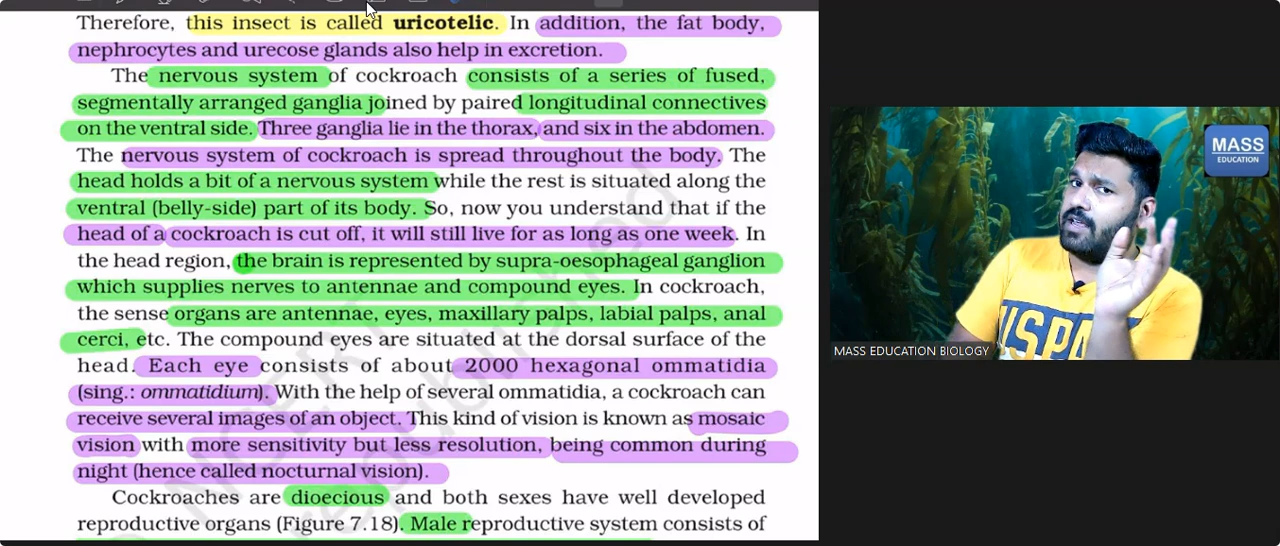 Therefore, this insect is called uricotelic. In addition, the fat body,
nephrocytes and urecose glands also help in excretion.
The nervous system of cockroach consists of a series of fused,
segmentally arranged ganglia joined by paired longitudinal connectives
on the ventral side. Three ganglia lie in the thorax, and six in the abdomen.
The nervous system of cockroach is spread throughout the body. The
head holds a bit of a nervous system while the rest is situated along the
ventral (belly-side) part of its body. So, now you understand that if the
head of a cockroach is cut off, it will still live for as long as one week. In
the head region, the brain is represented by supra-oesophageal ganglion
which supplies nerves to antennae and compound eyes. In cockroach,
the sense organs are antennae, eyes, maxillary palps, labial palps, anal
cerci, etc. The compound eyes are situated at the dorsal surface of the
head. Each eye consists of about 2000 hexagonal ommatidia
(sing.: ommatidium). With the help of several ommatidia, a cockroach can
receive several images of an object. This kind of vision is known as mosaic
vision with more sensitivity but less resolution, being common during
night (hence called nocturnal vision).
Cockroaches are dioecious and both sexes have well developed
reproductive organs (Figure 7.18). Male reproductive system consists of
MASS
EDUCATION
USPA
MASS EDUCATION BIOLOGY